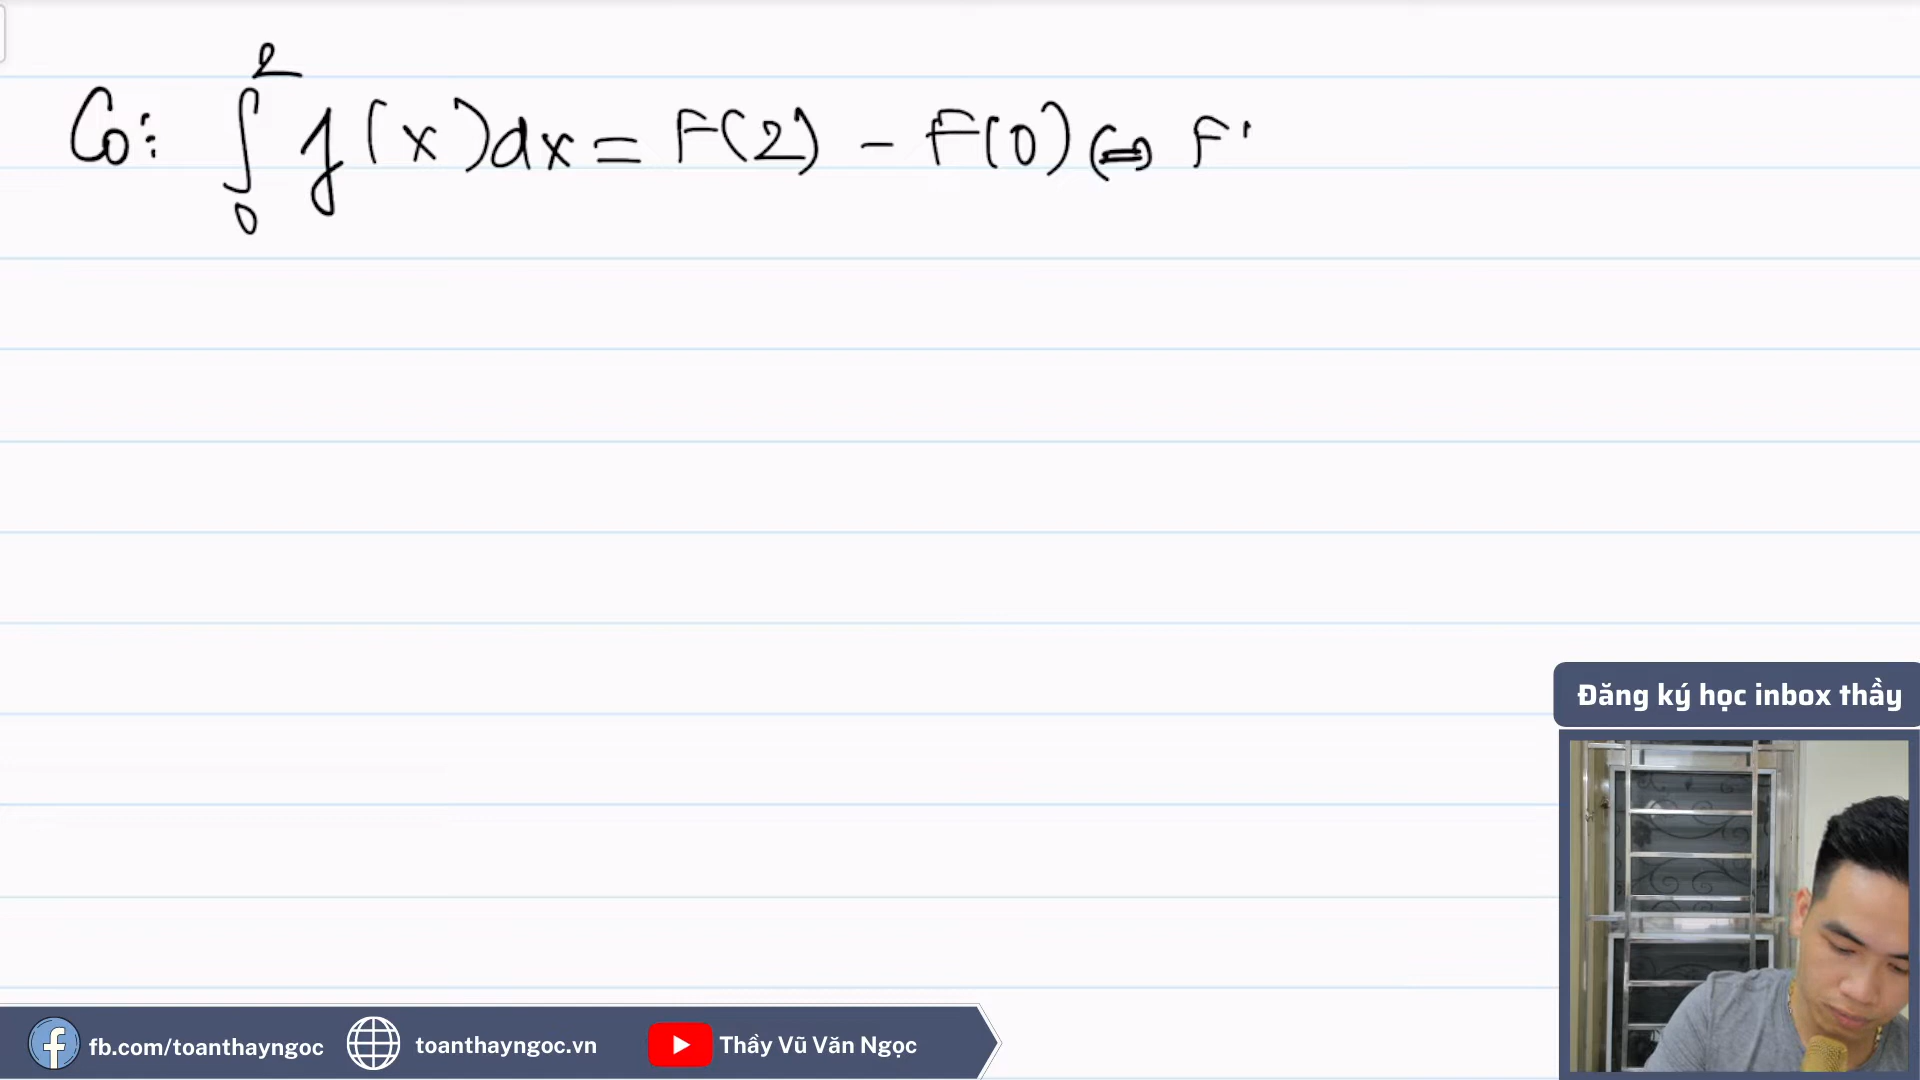 Có: ∫₀² f(x)dx = F(2) - F(0) ⇔ F'
Đăng ký học inbox thầy
fb.com/toanthayngoc toanthayngoc.vn Thầy Vũ Văn Ngọc